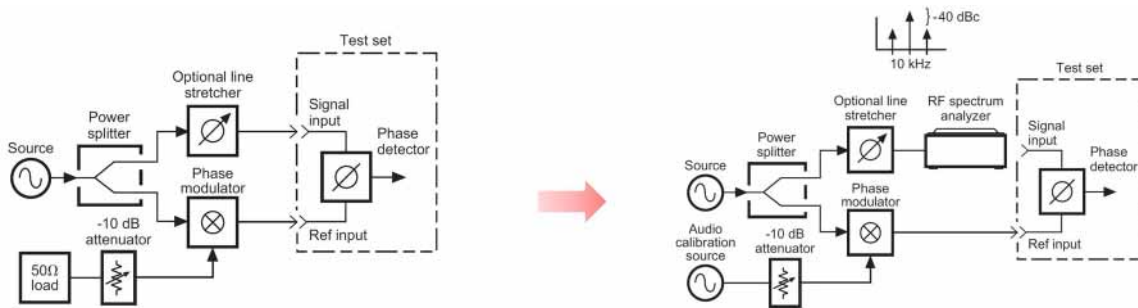 Test set
Optional line
stretcher
Signal
input
Power
splitter
Phase
detector
Source
Phase
modulator
-10 dB
attenuator
Ref input
50Ω
load
-40 dBc
10 kHz
Test set
Optional line
stretcher
RF spectrum
analyzer
Signal
input
Power
splitter
Phase
detector
Source
Phase
modulator
Audio
calibration
source
-10 dB
attenuator
Ref input